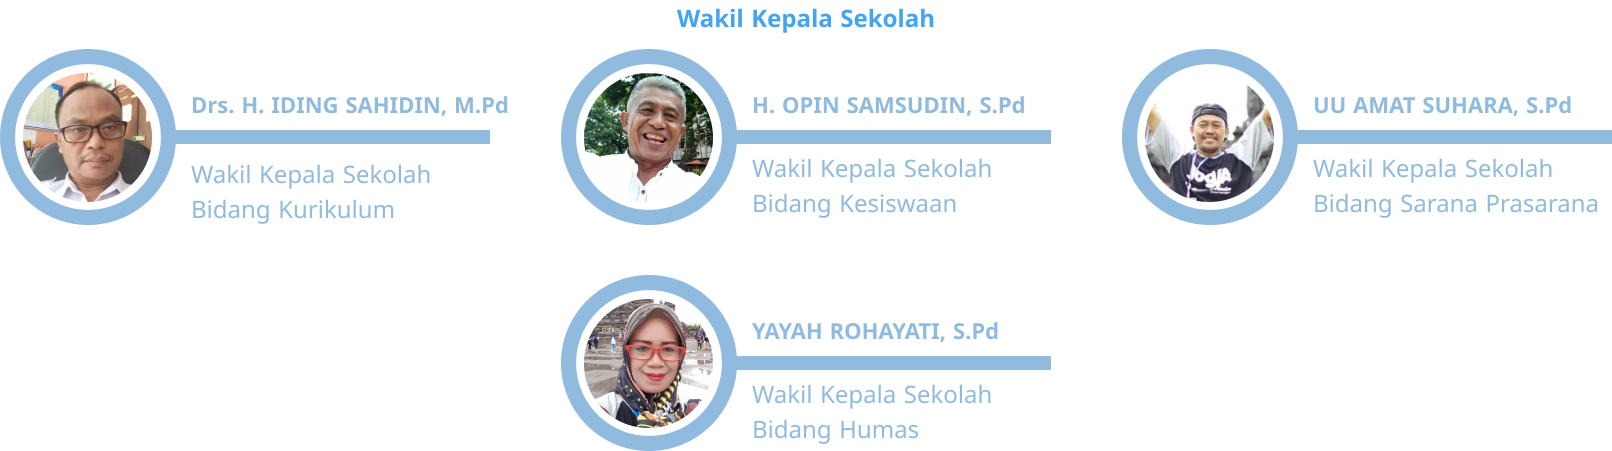 Wakil Kepala Sekolah
Drs. H. IDING SAHIDIN, M.Pd
Wakil Kepala Sekolah
Bidang Kurikulum
H. OPIN SAMSUDIN, S.Pd
Wakil Kepala Sekolah
Bidang Kesiswaan
UU AMAT SUHARA, S.Pd
Wakil Kepala Sekolah
Bidang Sarana Prasarana
JogjA
YAYAH ROHAYATI, S.Pd
Wakil Kepala Sekolah
Bidang Humas